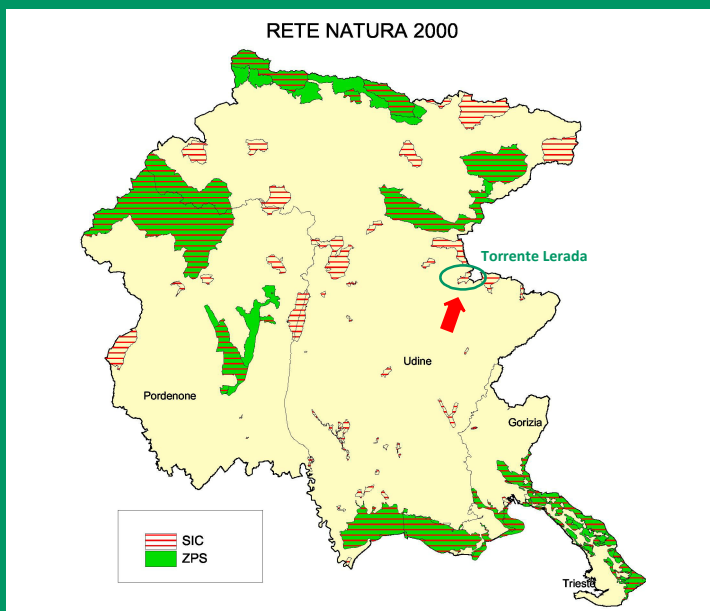 RETE NATURA 2000
Torrente Lerada
Udine
Pordenone
Gorizia
SIC
ZPS
Trieste